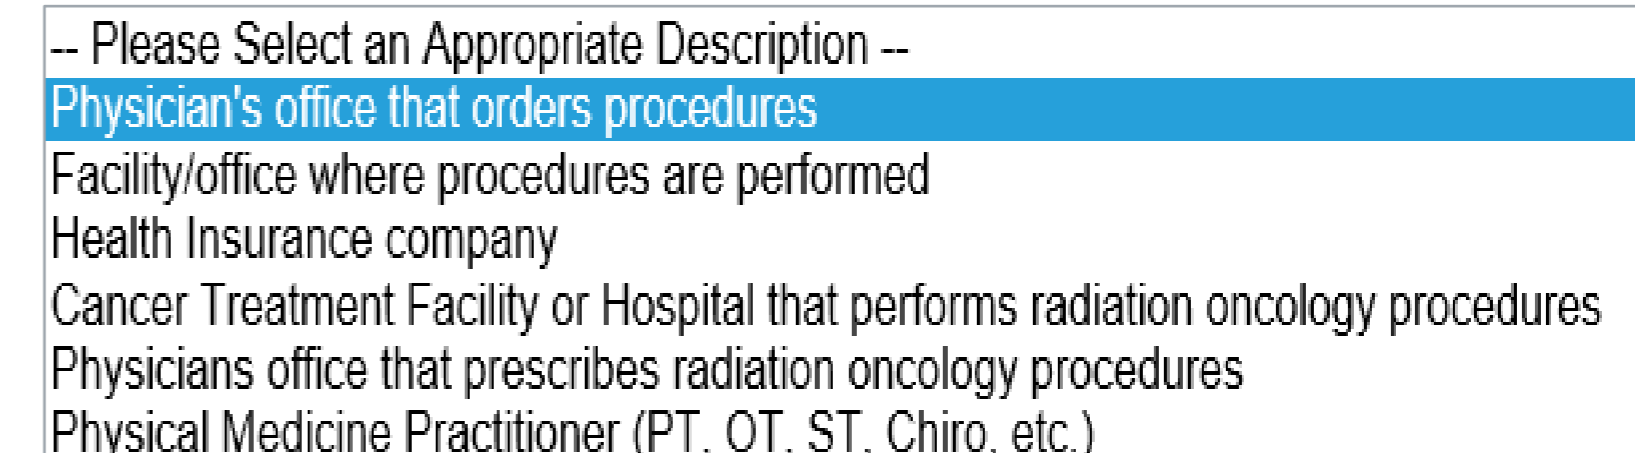 -- Please Select an Appropriate Description --
Physician's office that orders procedures
Facility/office where procedures are performed
Health Insurance company
Cancer Treatment Facility or Hospital that performs radiation oncology procedures
Physicians office that prescribes radiation oncology procedures
Physical Medicine Practitioner (PT, OT, ST, Chiro, etc.)